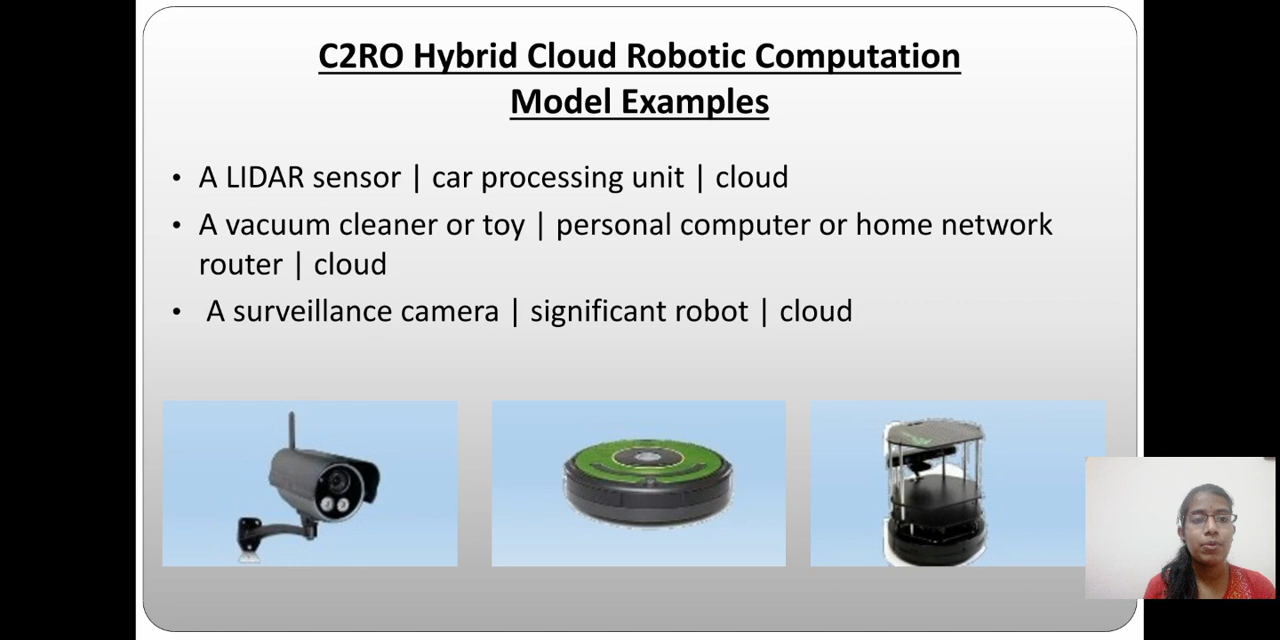 C2RO Hybrid Cloud Robotic Computation
Model Examples
• A LIDAR sensor | car processing unit | cloud
• A vacuum cleaner or toy | personal computer or home network
router | cloud
• A surveillance camera | significant robot | cloud